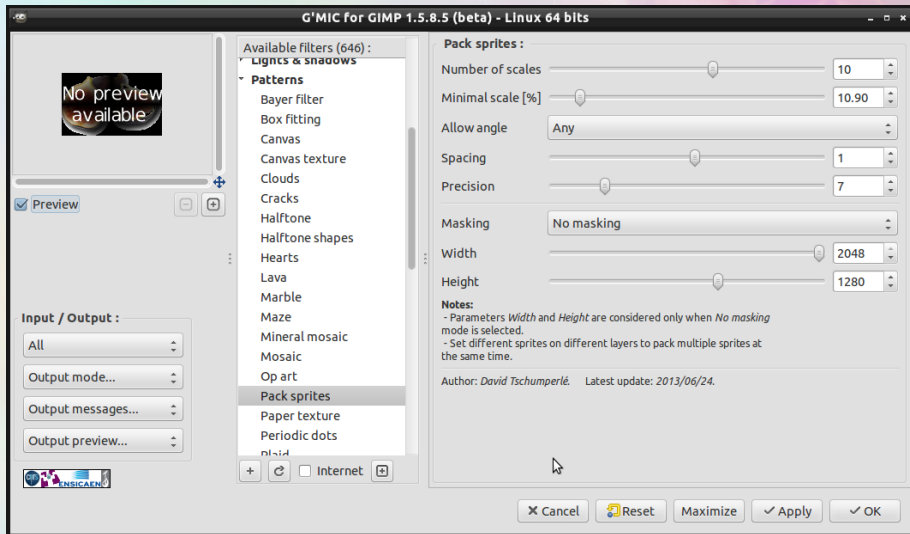 G'MIC for GIMP 1.5.8.5 (beta) - Linux 64 bits
No preview
available
Preview
Input / Output :
All
Output mode...
Output messages...
Output preview...
ENSICAEN
Available filters (646) :
Lights & shadows
Patterns
Bayer filter
Box fitting
Canvas
Canvas texture
Clouds
Cracks
Halftone
Halftone shapes
Hearts
Lava
Marble
Maze
Mineral mosaic
Mosaic
Op art
Pack sprites
Paper texture
Periodic dots
Plaid
Internet
Pack sprites :
Number of scales 10
Minimal scale [%] 10.90
Allow angle Any
Spacing 1
Precision 7
Masking No masking
Width 2048
Height 1280
Notes:
- Parameters Width and Height are considered only when No masking
mode is selected.
- Set different sprites on different layers to pack multiple sprites at
the same time.
Author: David Tschumperlé. Latest update: 2013/06/24.
Cancel Reset Maximize Apply OK